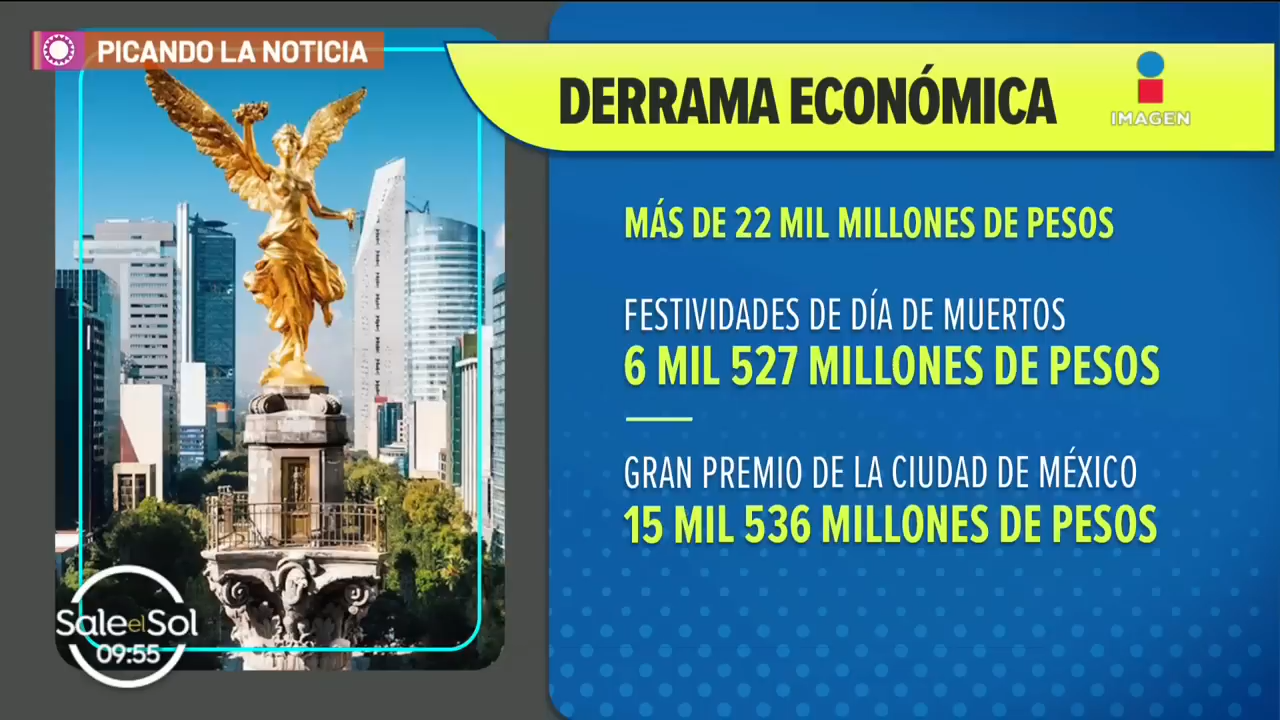 PICANDO LA NOTICIA
DERRAMA ECONÓMICA
IMAGEN
MÁS DE 22 MIL MILLONES DE PESOS
FESTIVIDADES DE DÍA DE MUERTOS
6 MIL 527 MILLONES DE PESOS
GRAN PREMIO DE LA CIUDAD DE MÉXICO
15 MIL 536 MILLONES DE PESOS
Sale el Sol
09:55